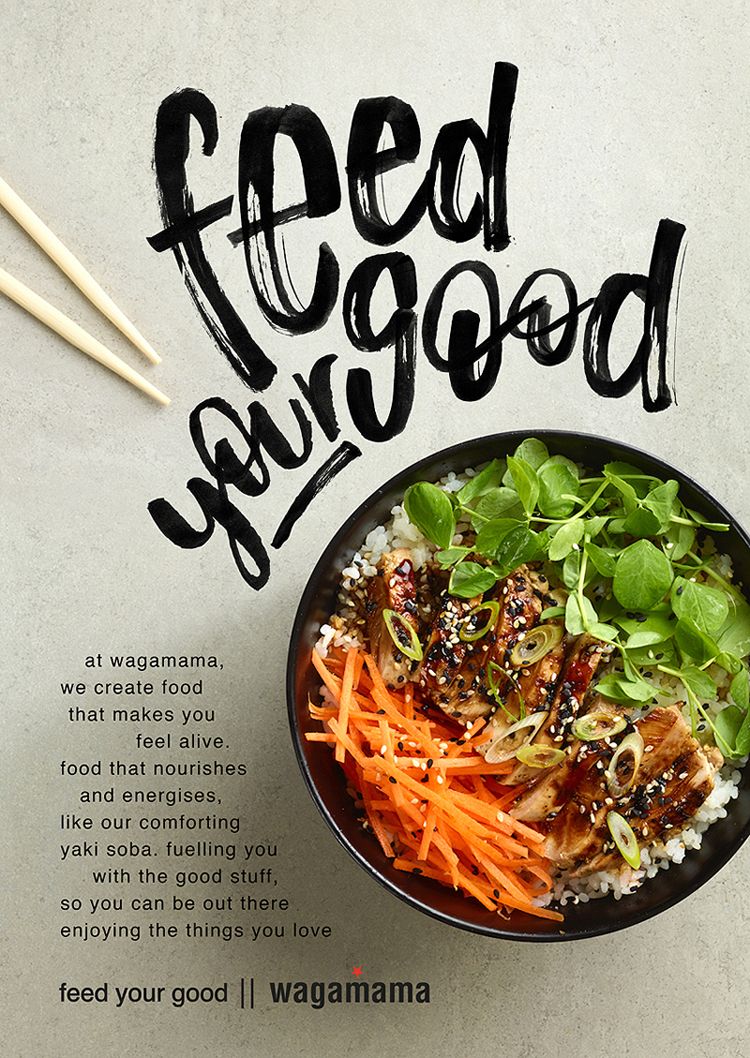 feed
your good
at wagamama,
we create food
that makes you
feel alive.
food that nourishes
and energises,
like our comforting
yaki soba. fuelling you
with the good stuff,
so you can be out there
enjoying the things you love
feed your good || wagamama